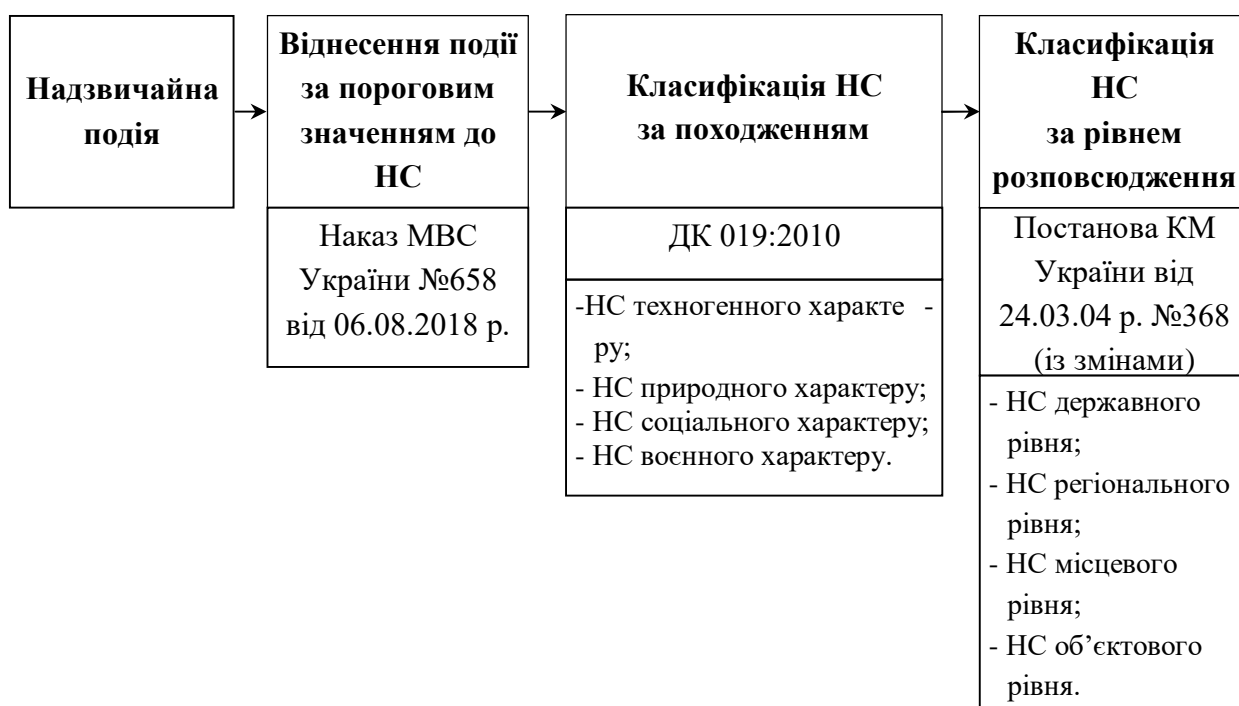 Надзвичайна
подія
Віднесення події
за пороговим
значенням до
НС
Наказ МВС
України №658
від 06.08.2018 р.
Класифікація НС
за походженням
ДК 019:2010
-НС техногенного характе -
ру;
- НС природного характеру;
- НС соціального характеру;
- НС воєнного характеру.
Класифікація
НС
за рівнем
розповсюдження
Постанова КМ
України від
24.03.04 р. №368
(із змінами)
- НС державного
рівня;
- НС регіонального
рівня;
- НС місцевого
рівня;
- НС об’єктового
рівня.